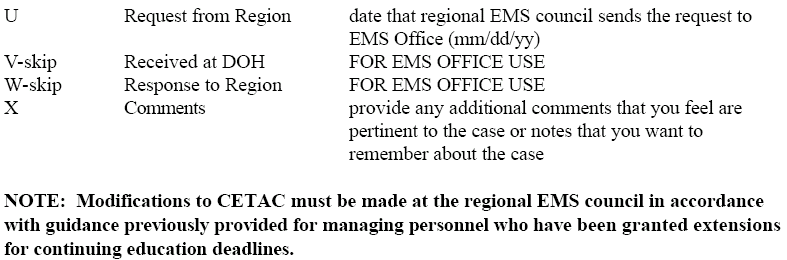 U Request from Region date that regional EMS council sends the request to
EMS Office (mm/dd/yy)
V-skip Received at DOH FOR EMS OFFICE USE
W-skip Response to Region FOR EMS OFFICE USE
X Comments provide any additional comments that you feel are
pertinent to the case or notes that you want to
remember about the case
NOTE: Modifications to CETAC must be made at the regional EMS council in accordance
with guidance previously provided for managing personnel who have been granted extensions
for continuing education deadlines.